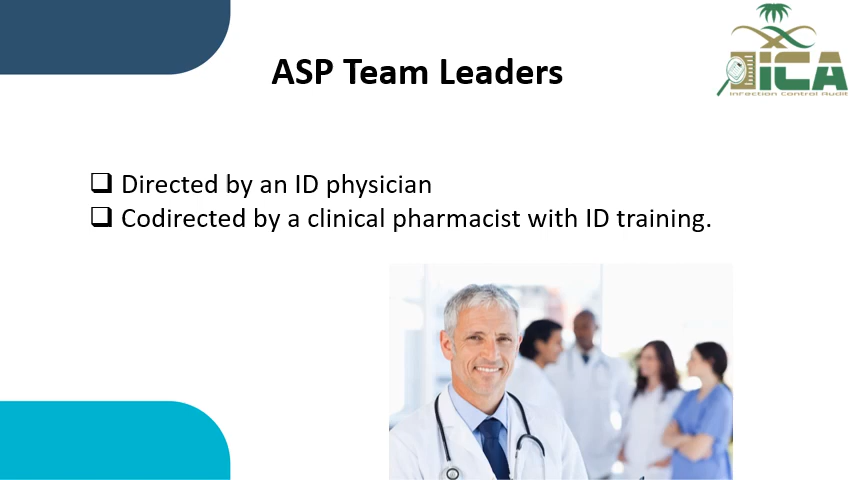 ASP Team Leaders
ICA
Infection Control Audit
Directed by an ID physician
Codirected by a clinical pharmacist with ID training.